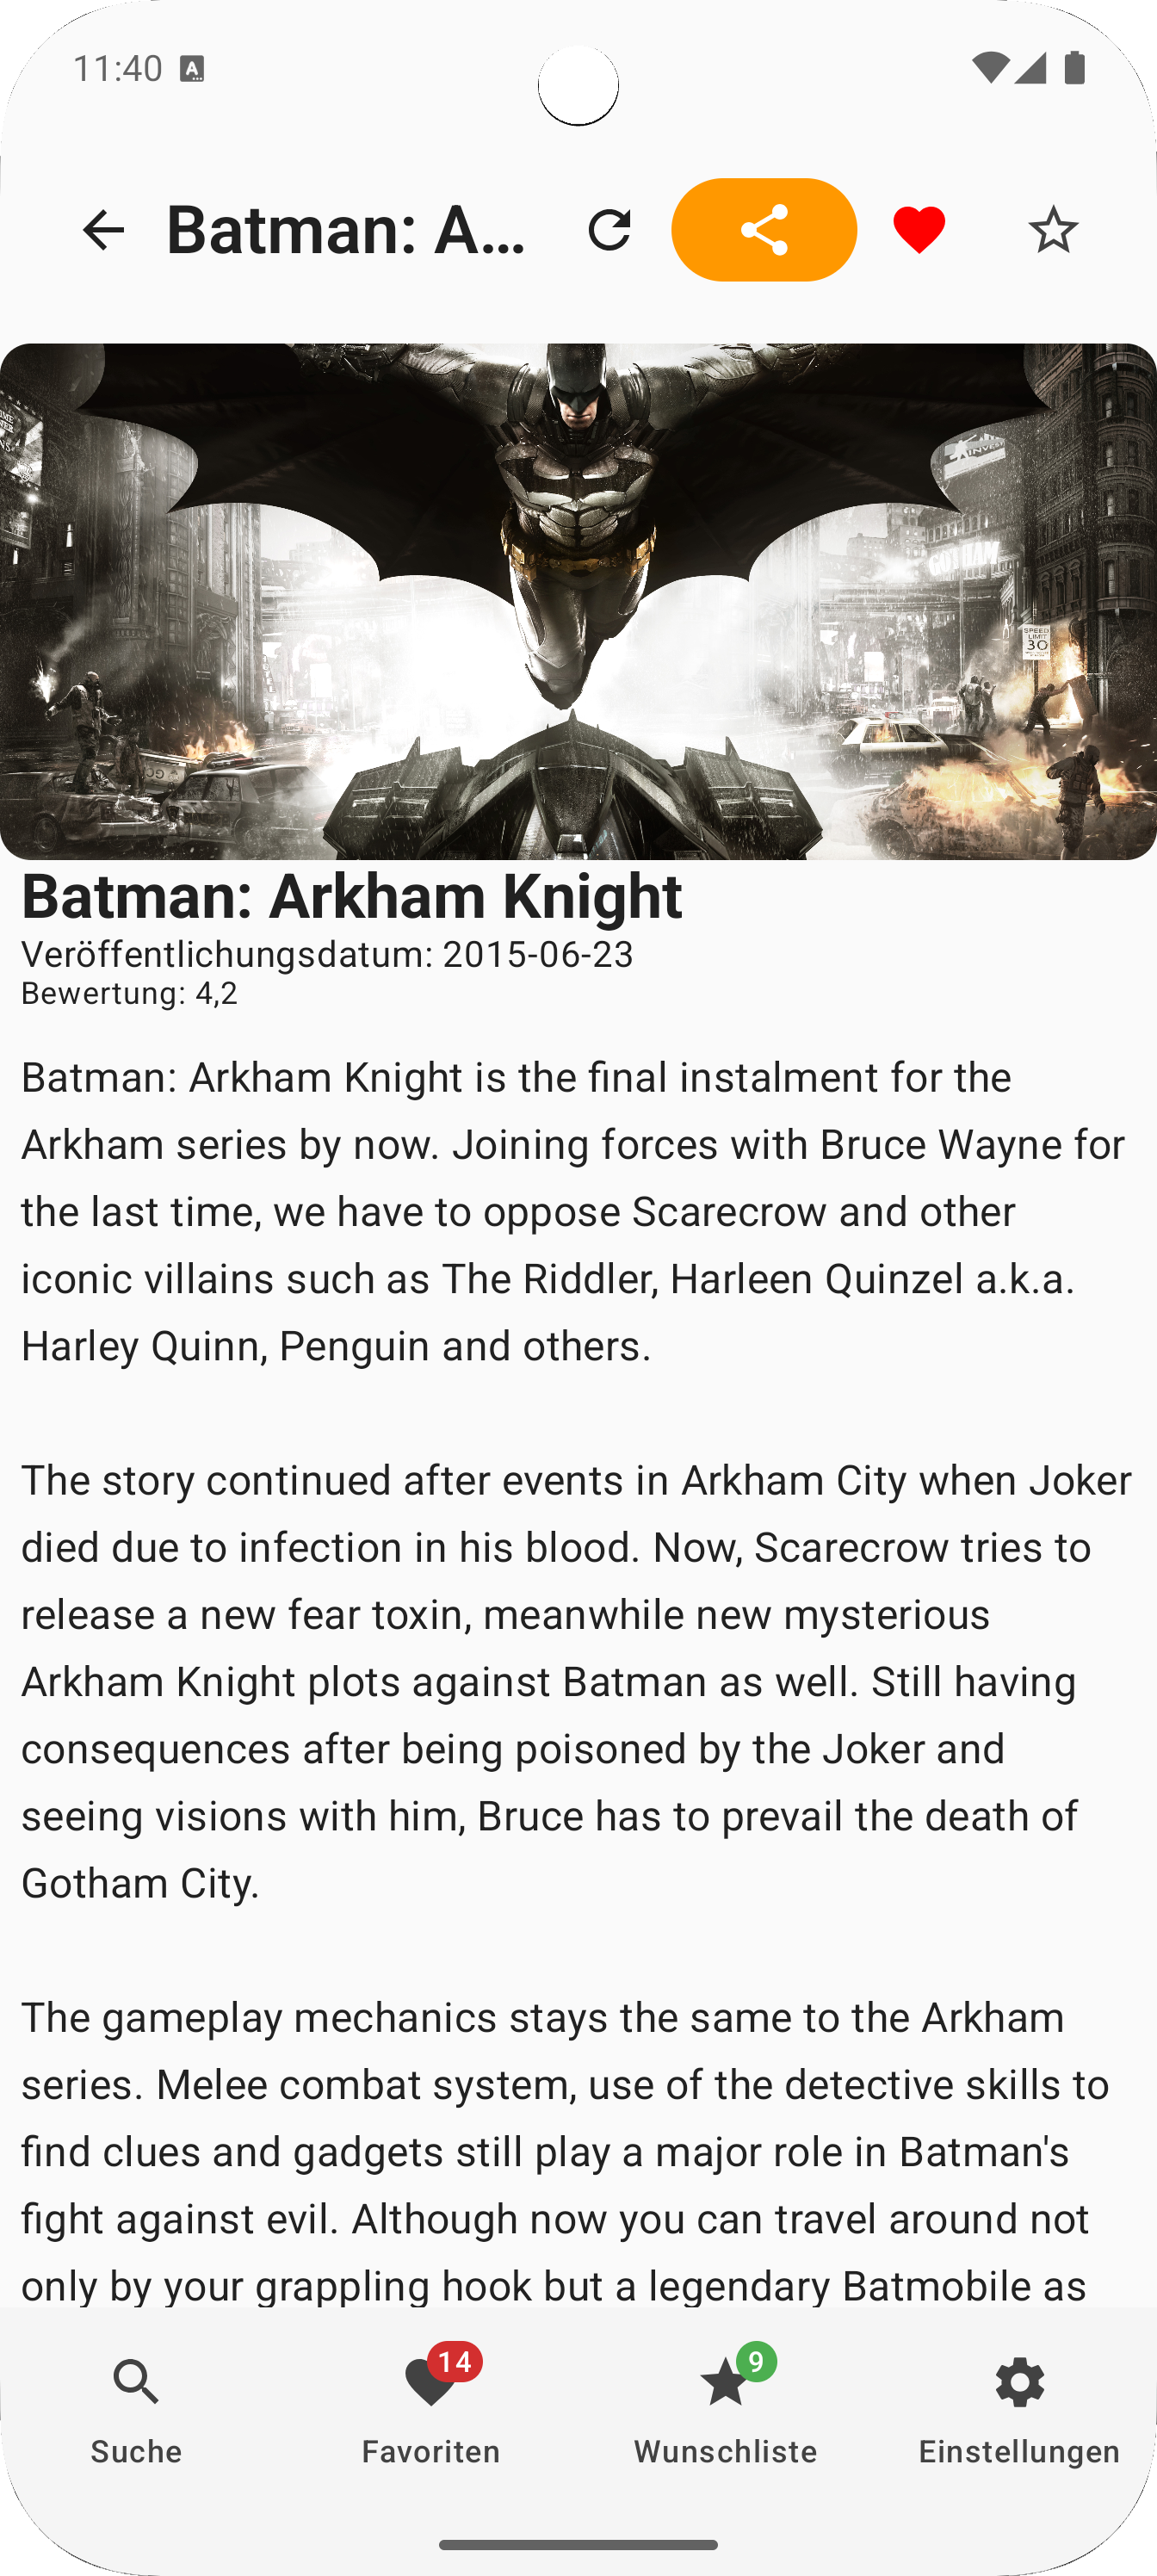 11:40
Batman: A...
SPEED
LIMIT
30
GOTHAM
Batman: Arkham Knight
Veröffentlichungsdatum: 2015-06-23
Bewertung: 4,2
Batman: Arkham Knight is the final instalment for the
Arkham series by now. Joining forces with Bruce Wayne for
the last time, we have to oppose Scarecrow and other
iconic villains such as The Riddler, Harleen Quinzel a.k.a.
Harley Quinn, Penguin and others.
The story continued after events in Arkham City when Joker
died due to infection in his blood. Now, Scarecrow tries to
release a new fear toxin, meanwhile new mysterious
Arkham Knight plots against Batman as well. Still having
consequences after being poisoned by the Joker and
seeing visions with him, Bruce has to prevail the death of
Gotham City.
The gameplay mechanics stays the same to the Arkham
series. Melee combat system, use of the detective skills to
find clues and gadgets still play a major role in Batman's
fight against evil. Although now you can travel around not
only by your grappling hook but a legendary Batmobile as
14
9
Suche
Favoriten
Wunschliste
Einstellungen